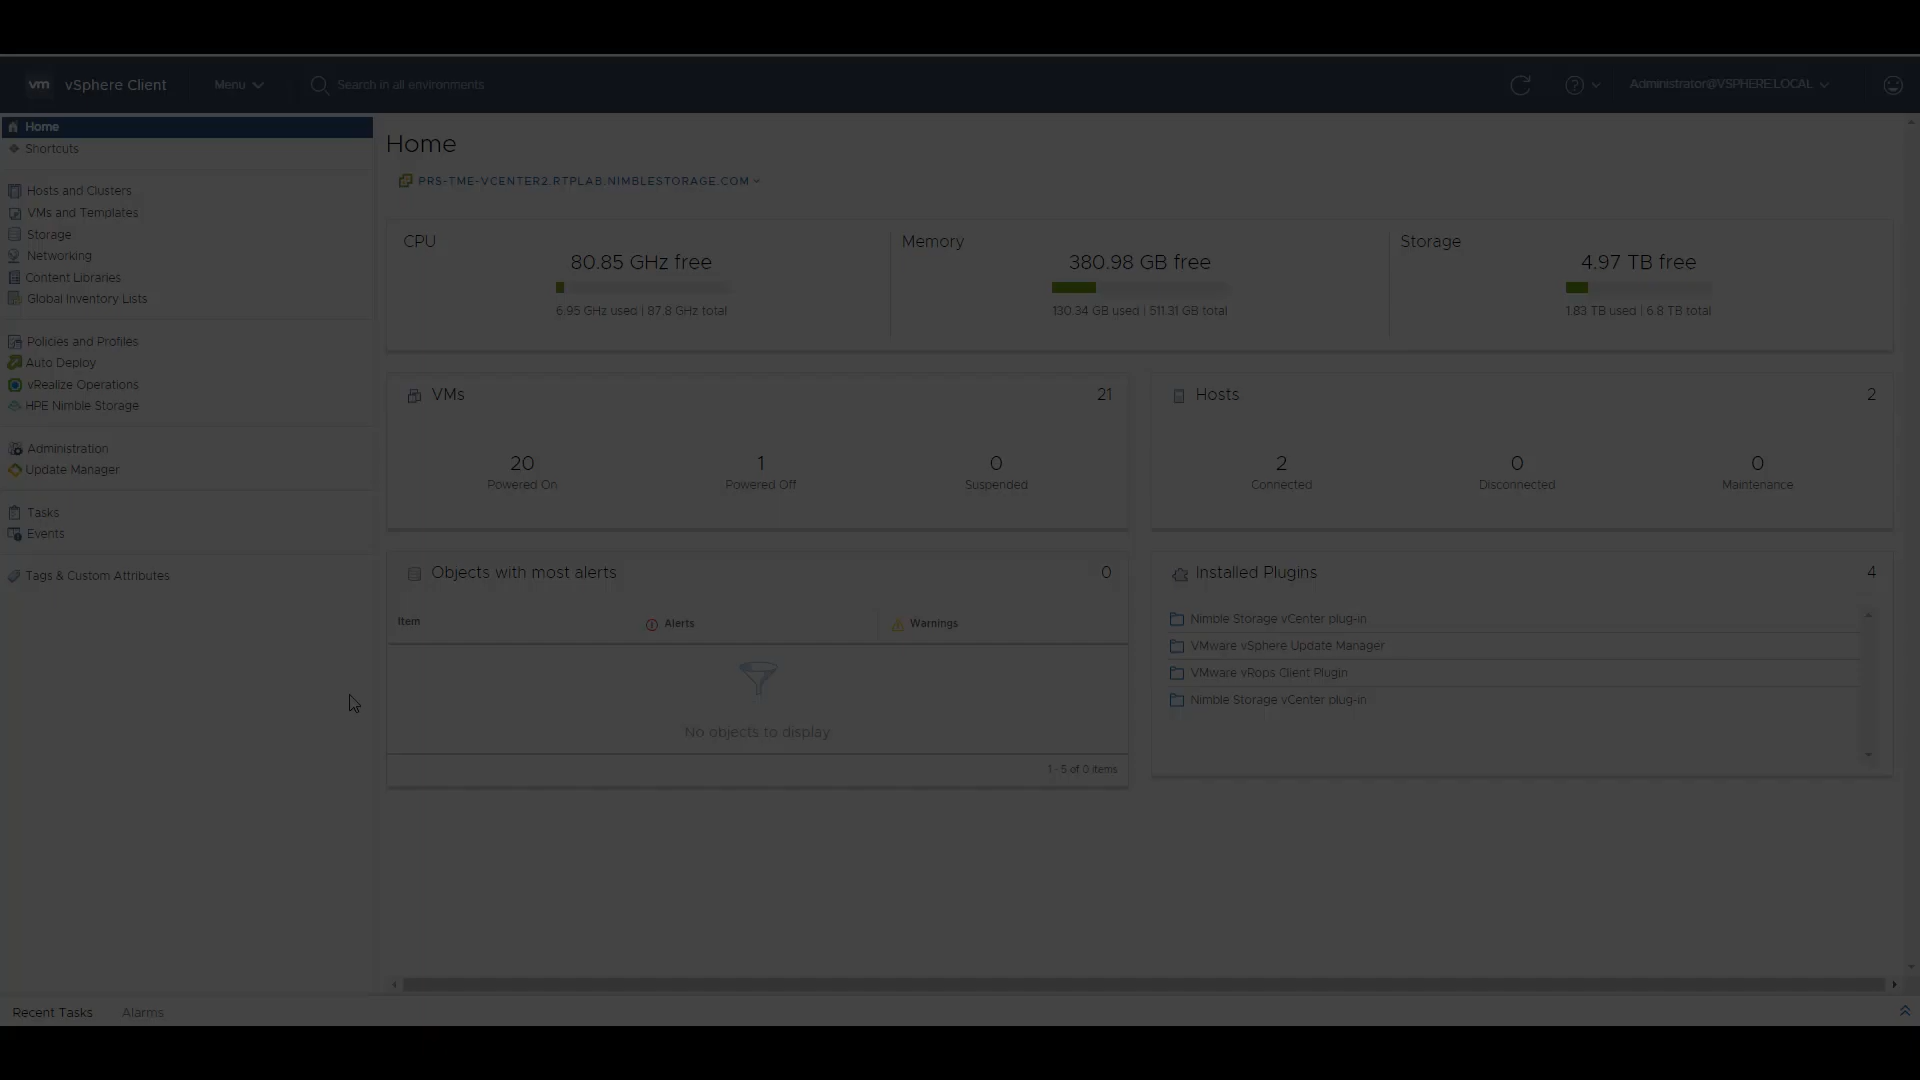 vm vSphere Client Menu Search in all environments ? Administrator@VSPHERE.LOCAL
Home
Shortcuts
Hosts and Clusters
VMs and Templates
Storage
Networking
Content Libraries
Global Inventory Lists
Policies and Profiles
Auto Deploy
vRealize Operations
HPE Nimble Storage
Administration
Update Manager
Tasks
Events
Tags & Custom Attributes
Home
PRS-TME-VCENTER2.RTPLAB.NIMBLESTORAGE.COM
CPU
80.85 GHz free
6.95 GHz used | 87.8 GHz total
Memory
380.98 GB free
130.34 GB used | 511.31 GB total
Storage
4.97 TB free
1.83 TB used | 6.8 TB total
VMs 21
20 1 0
Powered On Powered Off Suspended
Hosts 2
2 0 0
Connected Disconnected Maintenance
Objects with most alerts 0
Item Alerts Warnings
No objects to display
1 - 5 of 0 items
Installed Plugins 4
Nimble Storage vCenter plug-in
VMware vSphere Update Manager
VMware vRops Client Plugin
Nimble Storage vCenter plug-in
Recent Tasks Alarms